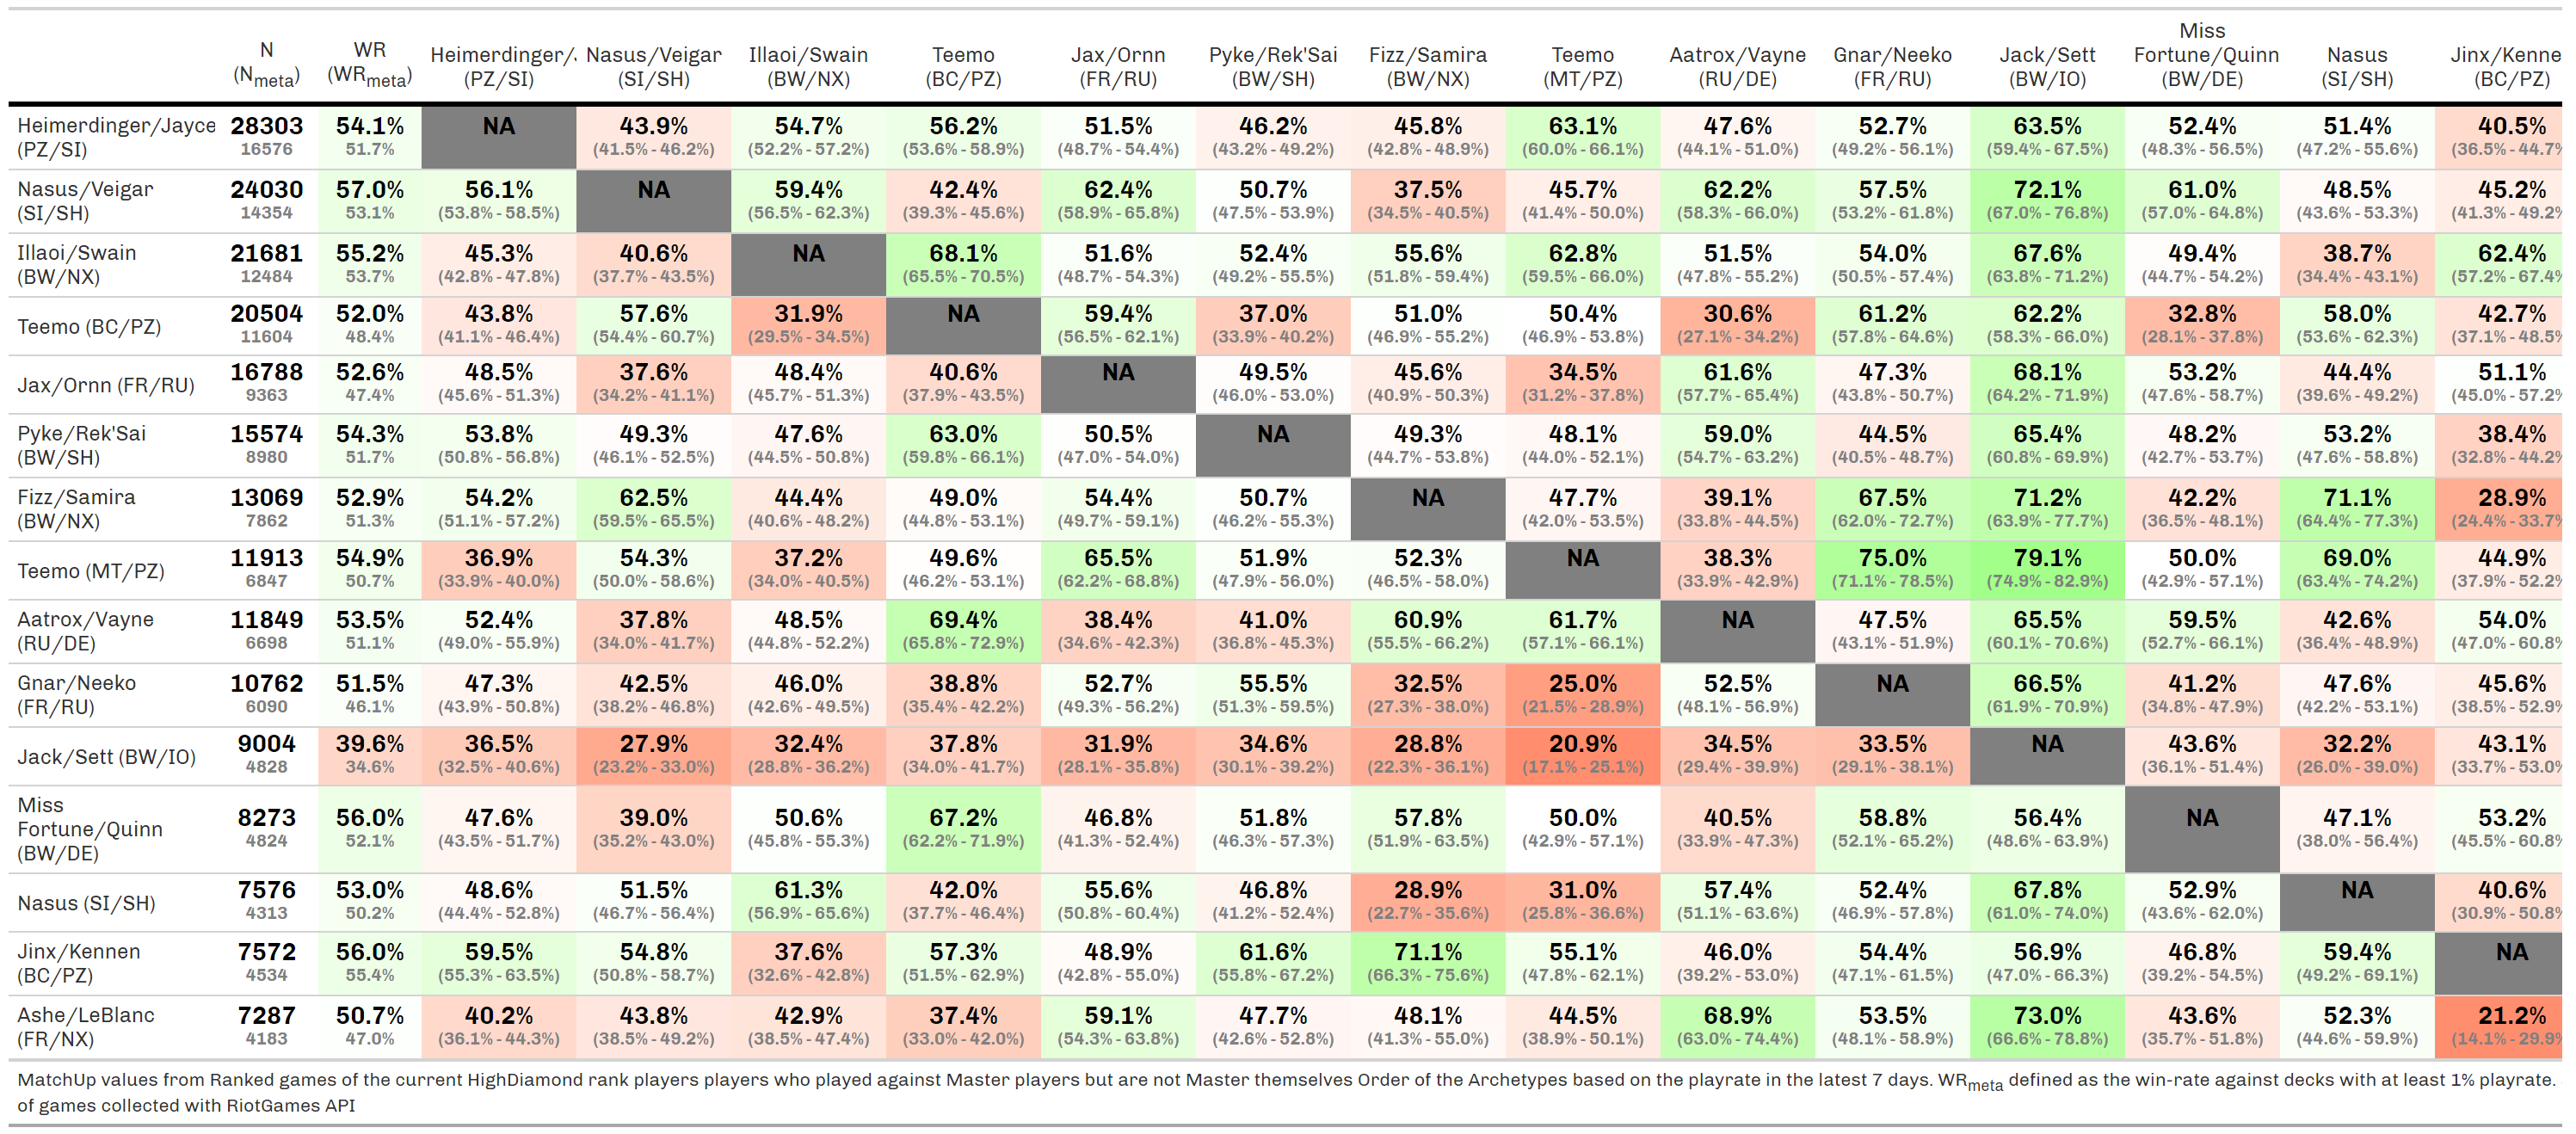 Miss
N WR Heimerdinger/. Nasus/Veigar Illaoi/Swain Teemo Jax/Ornn Pyke/Rek'Sai Fizz/Samira Teemo Aatrox/Vayne Gnar/Neeko Jack/Sett Fortune/Quinn Nasus Jinx/Kenne
(Nmeta) (WRmeta) (PZ/SI) (SI/SH) (BW/NX) (BC/PZ) (FR/RU) (BW/SH) (BW/NX) (MT/PZ) (RU/DE) (FR/RU) (BW/IO) (BW/DE) (SI/SH) (BC/PZ)
Heimerdinger/Jayce 28303 54.1% NA 43.9% 54.7% 56.2% 51.5% 46.2% 45.8% 63.1% 47.6% 52.7% 63.5% 52.4% 51.4% 40.5%
(PZ/SI) 16576 51.7% (41.5% - 46.2%) (52.2% - 57.2%) (53.6% - 58.9%) (48.7% - 54.4%) (43.2% - 49.2%) (42.8% - 48.9%) (60.0% - 66.1%) (44.1% - 51.0%) (49.2% - 56.1%) (59.4% - 67.5%) (48.3% - 56.5%) (47.2% - 55.6%) (36.5% - 44.7%
Nasus/Veigar 24030 57.0% 56.1% NA 59.4% 42.4% 62.4% 50.7% 37.5% 45.7% 62.2% 57.5% 72.1% 61.0% 48.5% 45.2%
(SI/SH) 14354 53.1% (53.8% - 58.5%) (56.5% - 62.3%) (39.3% - 45.6%) (58.9% - 65.8%) (47.5% - 53.9%) (34.5% - 40.5%) (41.4% - 50.0%) (58.3% - 66.0%) (53.2% - 61.8%) (67.0% - 76.8%) (57.0% - 64.8%) (43.6% - 53.3%) (41.3% - 49.2%
Illaoi/Swain 21681 55.2% 45.3% 40.6% NA 68.1% 51.6% 52.4% 55.6% 62.8% 51.5% 54.0% 67.6% 49.4% 38.7% 62.4%
(BW/NX) 12484 53.7% (42.8% - 47.8%) (37.7% - 43.5%) (65.5% - 70.5%) (48.7% - 54.3%) (49.2% - 55.5%) (51.8% - 59.4%) (59.5% - 66.0%) (47.8% - 55.2%) (50.5% - 57.4%) (63.8% - 71.2%) (44.7% - 54.2%) (34.4% - 43.1%) (57.2% - 67.4%
Teemo (BC/PZ) 20504 52.0% 43.8% 57.6% 31.9% NA 59.4% 37.0% 51.0% 50.4% 30.6% 61.2% 62.2% 32.8% 58.0% 42.7%
11604 48.4% (41.1% - 46.4%) (54.4% - 60.7%) (29.5% - 34.5%) (56.5% - 62.1%) (33.9% - 40.2%) (46.9% - 55.2%) (46.9% - 53.8%) (27.1% - 34.2%) (57.8% - 64.6%) (58.3% - 66.0%) (28.1% - 37.8%) (53.6% - 62.3%) (37.1% - 48.5%
Jax/Ornn (FR/RU) 16788 52.6% 48.5% 37.6% 48.4% 40.6% NA 49.5% 45.6% 34.5% 61.6% 47.3% 68.1% 53.2% 44.4% 51.1%
9363 47.4% (45.6% - 51.3%) (34.2% - 41.1%) (45.7% - 51.3%) (37.9% - 43.5%) (46.0% - 53.0%) (40.9% - 50.3%) (31.2% - 37.8%) (57.7% - 65.4%) (43.8% - 50.7%) (64.2% - 71.9%) (47.6% - 58.7%) (39.6% - 49.2%) (45.0% - 57.2%
Pyke/Rek'Sai 15574 54.3% 53.8% 49.3% 47.6% 63.0% 50.5% NA 49.3% 48.1% 59.0% 44.5% 65.4% 48.2% 53.2% 38.4%
(BW/SH) 8980 51.7% (50.8% - 56.8%) (46.1% - 52.5%) (44.5% - 50.8%) (59.8% - 66.1%) (47.0% - 54.0%) (44.7% - 53.8%) (44.0% - 52.1%) (54.7% - 63.2%) (40.5% - 48.7%) (60.8% - 69.9%) (42.7% - 53.7%) (47.6% - 58.8%) (32.8% - 44.2%
Fizz/Samira 13069 52.9% 54.2% 62.5% 44.4% 49.0% 54.4% 50.7% NA 47.7% 39.1% 67.5% 71.2% 42.2% 71.1% 28.9%
(BW/NX) 7862 51.3% (51.1% - 57.2%) (59.5% - 65.5%) (40.6% - 48.2%) (44.8% - 53.1%) (49.7% - 59.1%) (46.2% - 55.3%) (42.0% - 53.5%) (33.8% - 44.5%) (62.0% - 72.7%) (63.9% - 77.7%) (36.5% - 48.1%) (64.4% - 77.3%) (24.4% - 33.7%
Teemo (MT/PZ) 11913 54.9% 36.9% 54.3% 37.2% 49.6% 65.5% 51.9% 52.3% NA 38.3% 75.0% 79.1% 50.0% 69.0% 44.9%
6847 50.7% (33.9% - 40.0%) (50.0% - 58.6%) (34.0% - 40.5%) (46.2% - 53.1%) (62.2% - 68.8%) (47.9% - 56.0%) (46.5% - 58.0%) (33.9% - 42.9%) (71.1% - 78.5%) (74.9% - 82.9%) (42.9% - 57.1%) (63.4% - 74.2%) (37.9% - 52.2%
Aatrox/Vayne 11849 53.5% 52.4% 37.8% 48.5% 69.4% 38.4% 41.0% 60.9% 61.7% NA 47.5% 65.5% 59.5% 42.6% 54.0%
(RU/DE) 6698 51.1% (49.0% - 55.9%) (34.0% - 41.7%) (44.8% - 52.2%) (65.8% - 72.9%) (34.6% - 42.3%) (36.8% - 45.3%) (55.5% - 66.2%) (57.1% - 66.1%) (43.1% - 51.9%) (60.1% - 70.6%) (52.7% - 66.1%) (36.4% - 48.9%) (47.0% - 60.8%
Gnar/Neeko 10762 51.5% 47.3% 42.5% 46.0% 38.8% 52.7% 55.5% 32.5% 25.0% 52.5% NA 66.5% 41.2% 47.6% 45.6%
(FR/RU) 6090 46.1% (43.9% - 50.8%) (38.2% - 46.8%) (42.6% - 49.5%) (35.4% - 42.2%) (49.3% - 56.2%) (51.3% - 59.5%) (27.3% - 38.0%) (21.5% - 28.9%) (48.1% - 56.9%) (61.9% - 70.9%) (34.8% - 47.9%) (42.2% - 53.1%) (38.5% - 52.9%
Jack/Sett (BW/IO) 9004 39.6% 36.5% 27.9% 32.4% 37.8% 31.9% 34.6% 28.8% 20.9% 34.5% 33.5% NA 43.6% 32.2% 43.1%
4828 34.6% (32.5% - 40.6%) (23.2% - 33.0%) (28.8% - 36.2%) (34.0% - 41.7%) (28.1% - 35.8%) (30.1% - 39.2%) (22.3% - 36.1%) (17.1% - 25.1%) (29.4% - 39.9%) (29.1% - 38.1%) (36.1% - 51.4%) (26.0% - 39.0%) (33.7% - 53.0%
Miss
Fortune/Quinn 8273 56.0% 47.6% 39.0% 50.6% 67.2% 46.8% 51.8% 57.8% 50.0% 40.5% 58.8% 56.4% NA 47.1% 53.2%
(BW/DE) 4824 52.1% (43.5% - 51.7%) (35.2% - 43.0%) (45.8% - 55.3%) (62.2% - 71.9%) (41.3% - 52.4%) (46.3% - 57.3%) (51.9% - 63.5%) (42.9% - 57.1%) (33.9% - 47.3%) (52.1% - 65.2%) (48.6% - 63.9%) (38.0% - 56.4%) (45.5% - 60.8%
Nasus (SI/SH) 7576 53.0% 48.6% 51.5% 61.3% 42.0% 55.6% 46.8% 28.9% 31.0% 57.4% 52.4% 67.8% 52.9% NA 40.6%
4313 50.2% (44.4% - 52.8%) (46.7% - 56.4%) (56.9% - 65.6%) (37.7% - 46.4%) (50.8% - 60.4%) (41.2% - 52.4%) (22.7% - 35.6%) (25.8% - 36.6%) (51.1% - 63.6%) (46.9% - 57.8%) (61.0% - 74.0%) (43.6% - 62.0%) (30.9% - 50.8%
Jinx/Kennen 7572 56.0% 59.5% 54.8% 37.6% 57.3% 48.9% 61.6% 71.1% 55.1% 46.0% 54.4% 56.9% 46.8% 59.4% NA
(BC/PZ) 4534 55.4% (55.3% - 63.5%) (50.8% - 58.7%) (32.6% - 42.8%) (51.5% - 62.9%) (42.8% - 55.0%) (55.8% - 67.2%) (66.3% - 75.6%) (47.8% - 62.1%) (39.2% - 53.0%) (47.1% - 61.5%) (47.0% - 66.3%) (39.2% - 54.5%) (49.2% - 69.1%)
Ashe/LeBlanc 7287 50.7% 40.2% 43.8% 42.9% 37.4% 59.1% 47.7% 48.1% 44.5% 68.9% 53.5% 73.0% 43.6% 52.3% 21.2%
(FR/NX) 4183 47.0% (36.1% - 44.3%) (38.5% - 49.2%) (38.5% - 47.4%) (33.0% - 42.0%) (54.3% - 63.8%) (42.6% - 52.8%) (41.3% - 55.0%) (38.9% - 50.1%) (63.0% - 74.4%) (48.1% - 58.9%) (66.6% - 78.8%) (35.7% - 51.8%) (44.6% - 59.9%) (14.1% - 29.9%
MatchUp values from Ranked games of the current HighDiamond rank players players who played against Master players but are not Master themselves Order of the Archetypes based on the playrate in the latest 7 days. WRmeta defined as the win-rate against decks with at least 1% playrate.
of games collected with RiotGames API